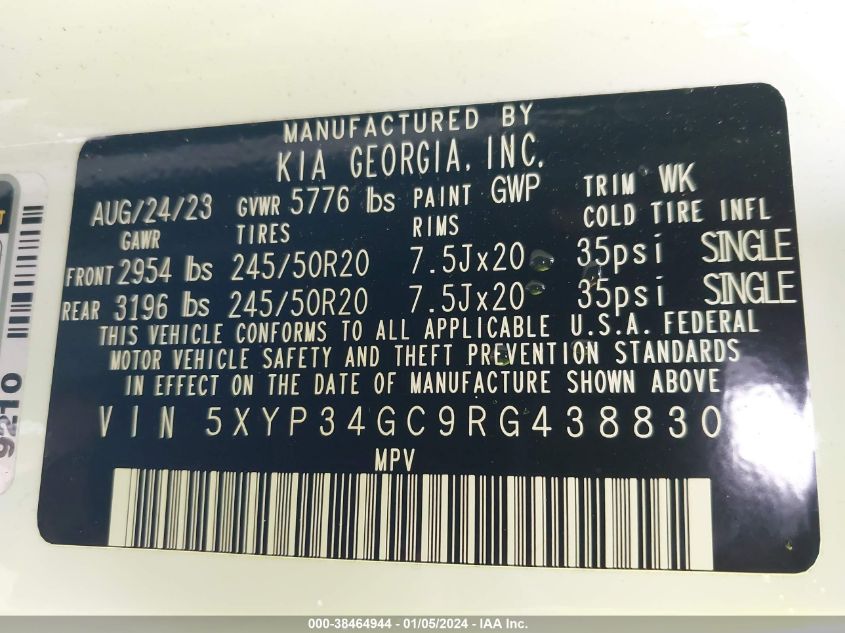 MANUFACTURED BY
KIA GEORGIA, INC.
AUG/24/23 GVWR 5776 lbs PAINT GWP TRIM WK
GAWR TIRES RIMS COLD TIRE INFL
FRONT 2954 lbs 245/50R20 7.5Jx20 35psi SINGLE
REAR 3196 lbs 245/50R20 7.5Jx20 35psi SINGLE
THIS VEHICLE CONFORMS TO ALL APPLICABLE U.S.A. FEDERAL
MOTOR VEHICLE SAFETY AND THEFT PREVENTION STANDARDS
IN EFFECT ON THE DATE OF MANUFACTURE SHOWN ABOVE
VIN 5XYP34GC9RG438830
MPV
9210
000-38464944 - 01/05/2024 - IAA Inc.